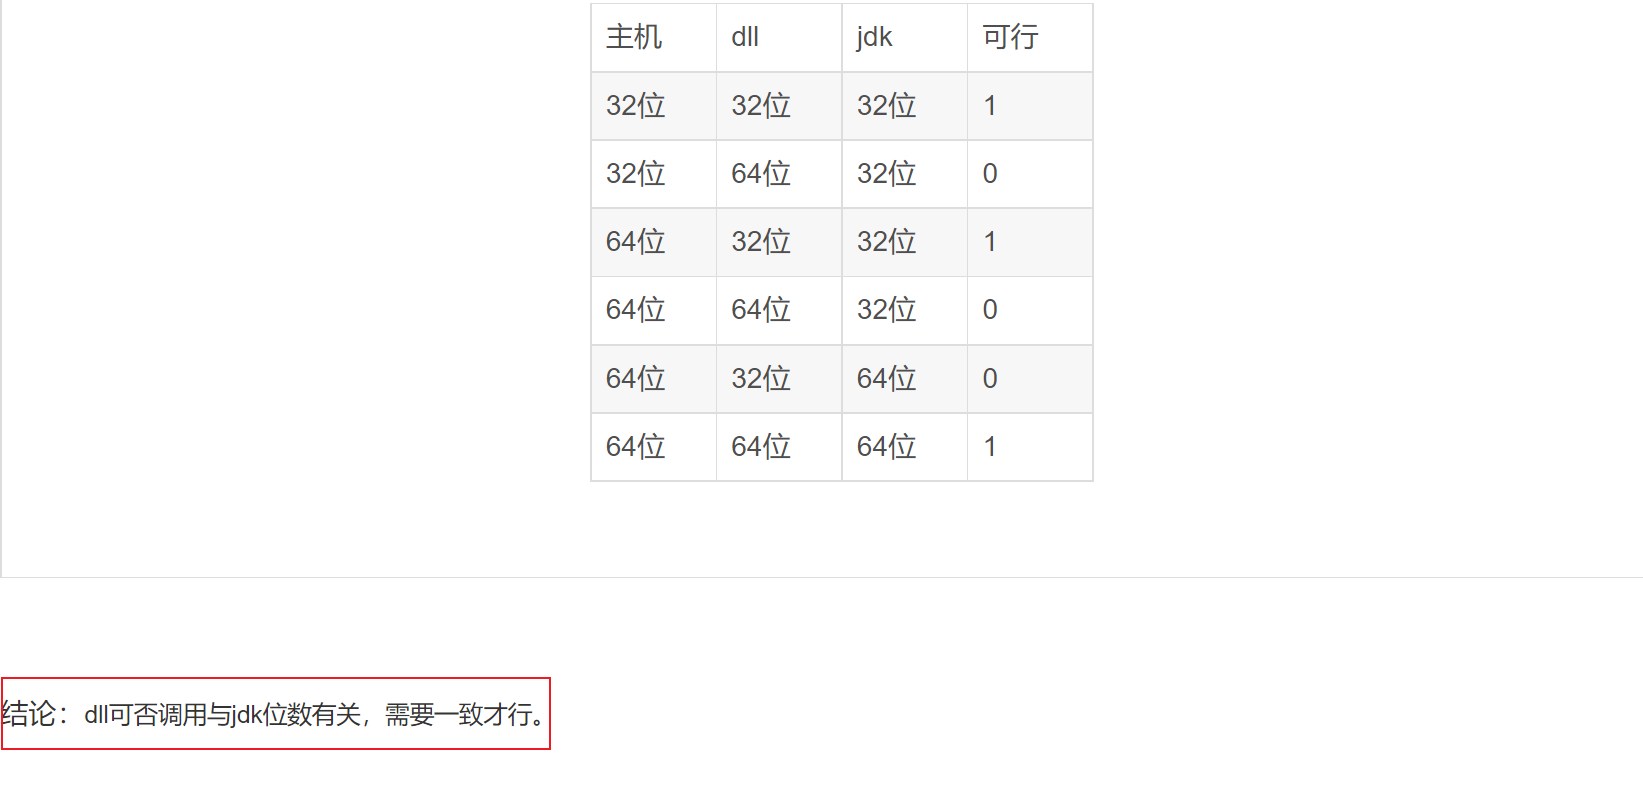 主机 dll jdk 可行
32位 32位 32位 1
32位 64位 32位 0
64位 32位 32位 1
64位 64位 32位 0
64位 32位 64位 0
64位 64位 64位 1
结论：dll可否调用与jdk位数有关，需要一致才行。